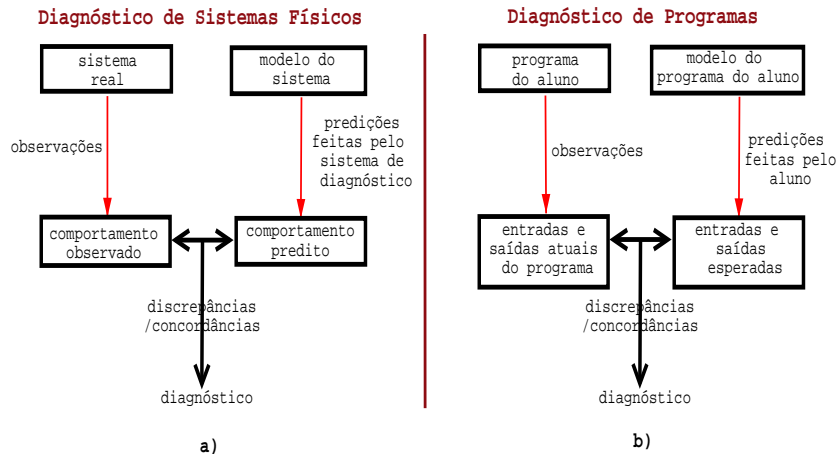 Diagnóstico de Sistemas Físicos
sistema
real
modelo do
sistema
observações
predições
feitas pelo
sistema de
diagnóstico
comportamento
observado
comportamento
predito
discrepâncias
/concordâncias
diagnóstico
a)
Diagnóstico de Programas
programa
do aluno
modelo do
programa do aluno
observações
predições
feitas pelo
aluno
entradas e
saídas atuais
do programa
entradas e
saídas
esperadas
discrepâncias
/concordâncias
diagnóstico
b)